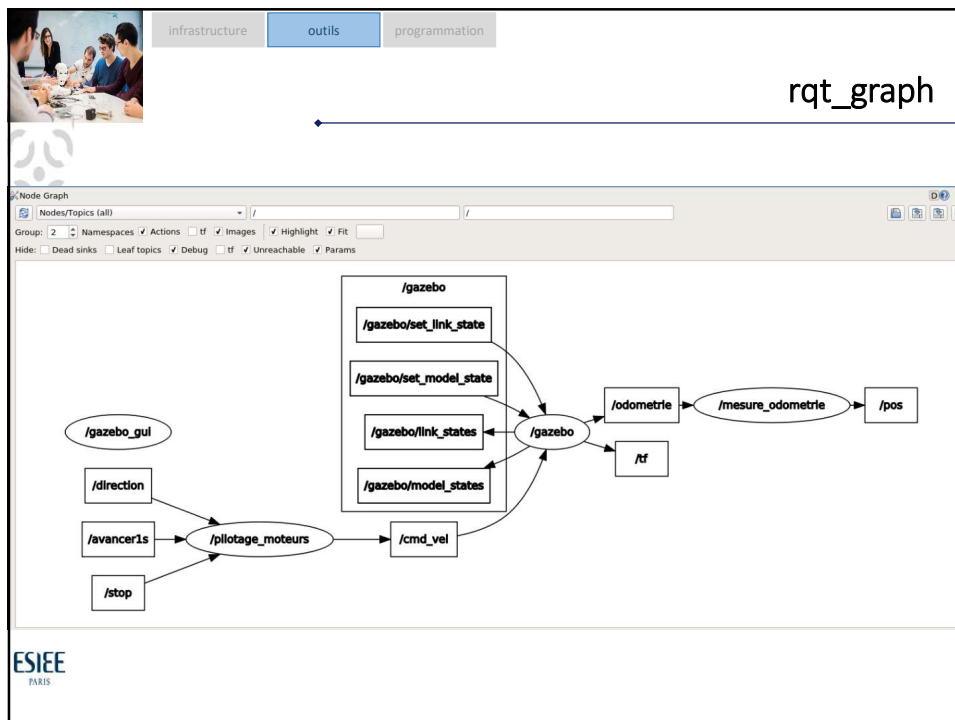 infrastructure
outils
programmation
rqt_graph
Node Graph
D
Nodes/Topics (all)
/
/
Group: 2 Namespaces Actions tf Images Highlight Fit
Hide: Dead sinks Leaf topics Debug tf Unreachable Params
/gazebo
/gazebo/set_link_state
/gazebo/set_model_state
/odometrie
/mesure_odometrie
/pos
/gazebo_gui
/gazebo/link_states
/gazebo
/tf
/direction
/gazebo/model_states
/avancer1s
/pilotage_moteurs
/cmd_vel
/stop
ESIEE
PARIS